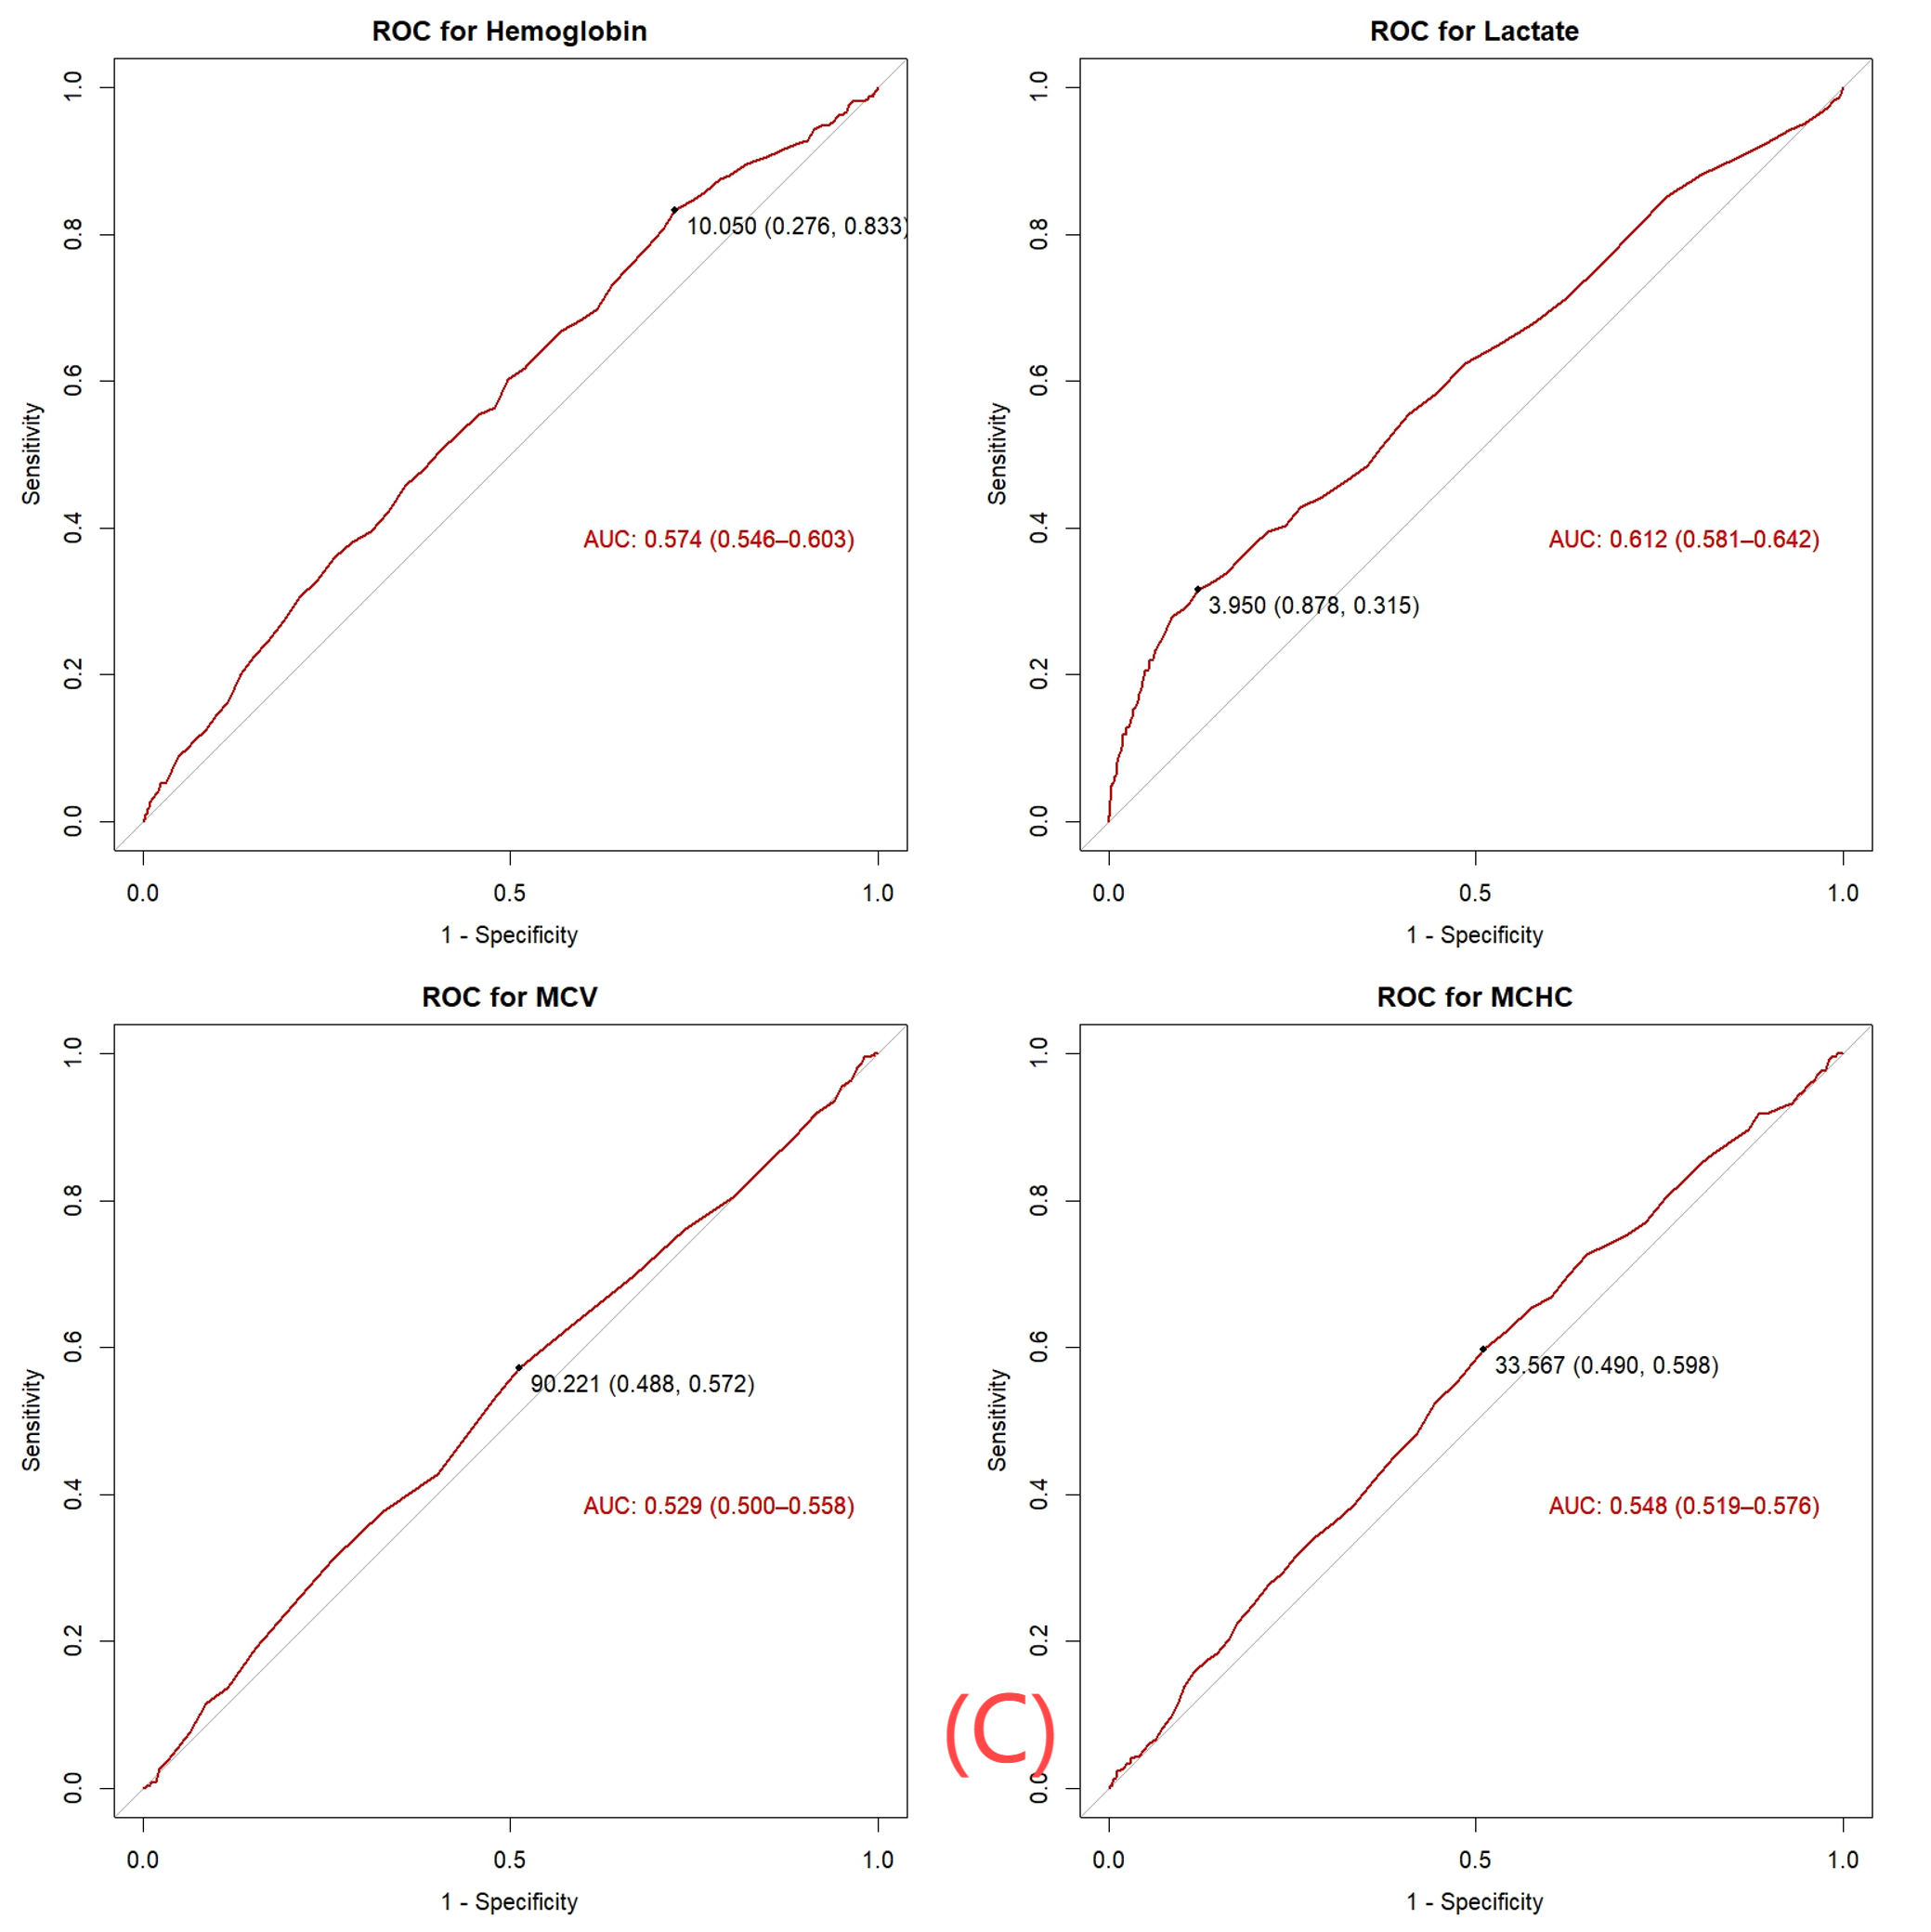 ROC for Hemoglobin
1.0
0.8
0.6
0.4
0.2
0.0
Sensitivity
10.050 (0.276, 0.833)
AUC: 0.574 (0.546–0.603)
0.0 0.5 1.0
1 - Specificity
ROC for Lactate
1.0
0.8
0.6
0.4
0.2
0.0
Sensitivity
AUC: 0.612 (0.581–0.642)
3.950 (0.878, 0.315)
0.0 0.5 1.0
1 - Specificity
ROC for MCV
1.0
0.8
0.6
0.4
0.2
0.0
Sensitivity
90.221 (0.488, 0.572)
AUC: 0.529 (0.500–0.558)
0.0 0.5 1.0
1 - Specificity
(C)
ROC for MCHC
1.0
0.8
0.6
0.4
0.2
0.0
Sensitivity
33.567 (0.490, 0.598)
AUC: 0.548 (0.519–0.576)
0.0 0.5 1.0
1 - Specificity